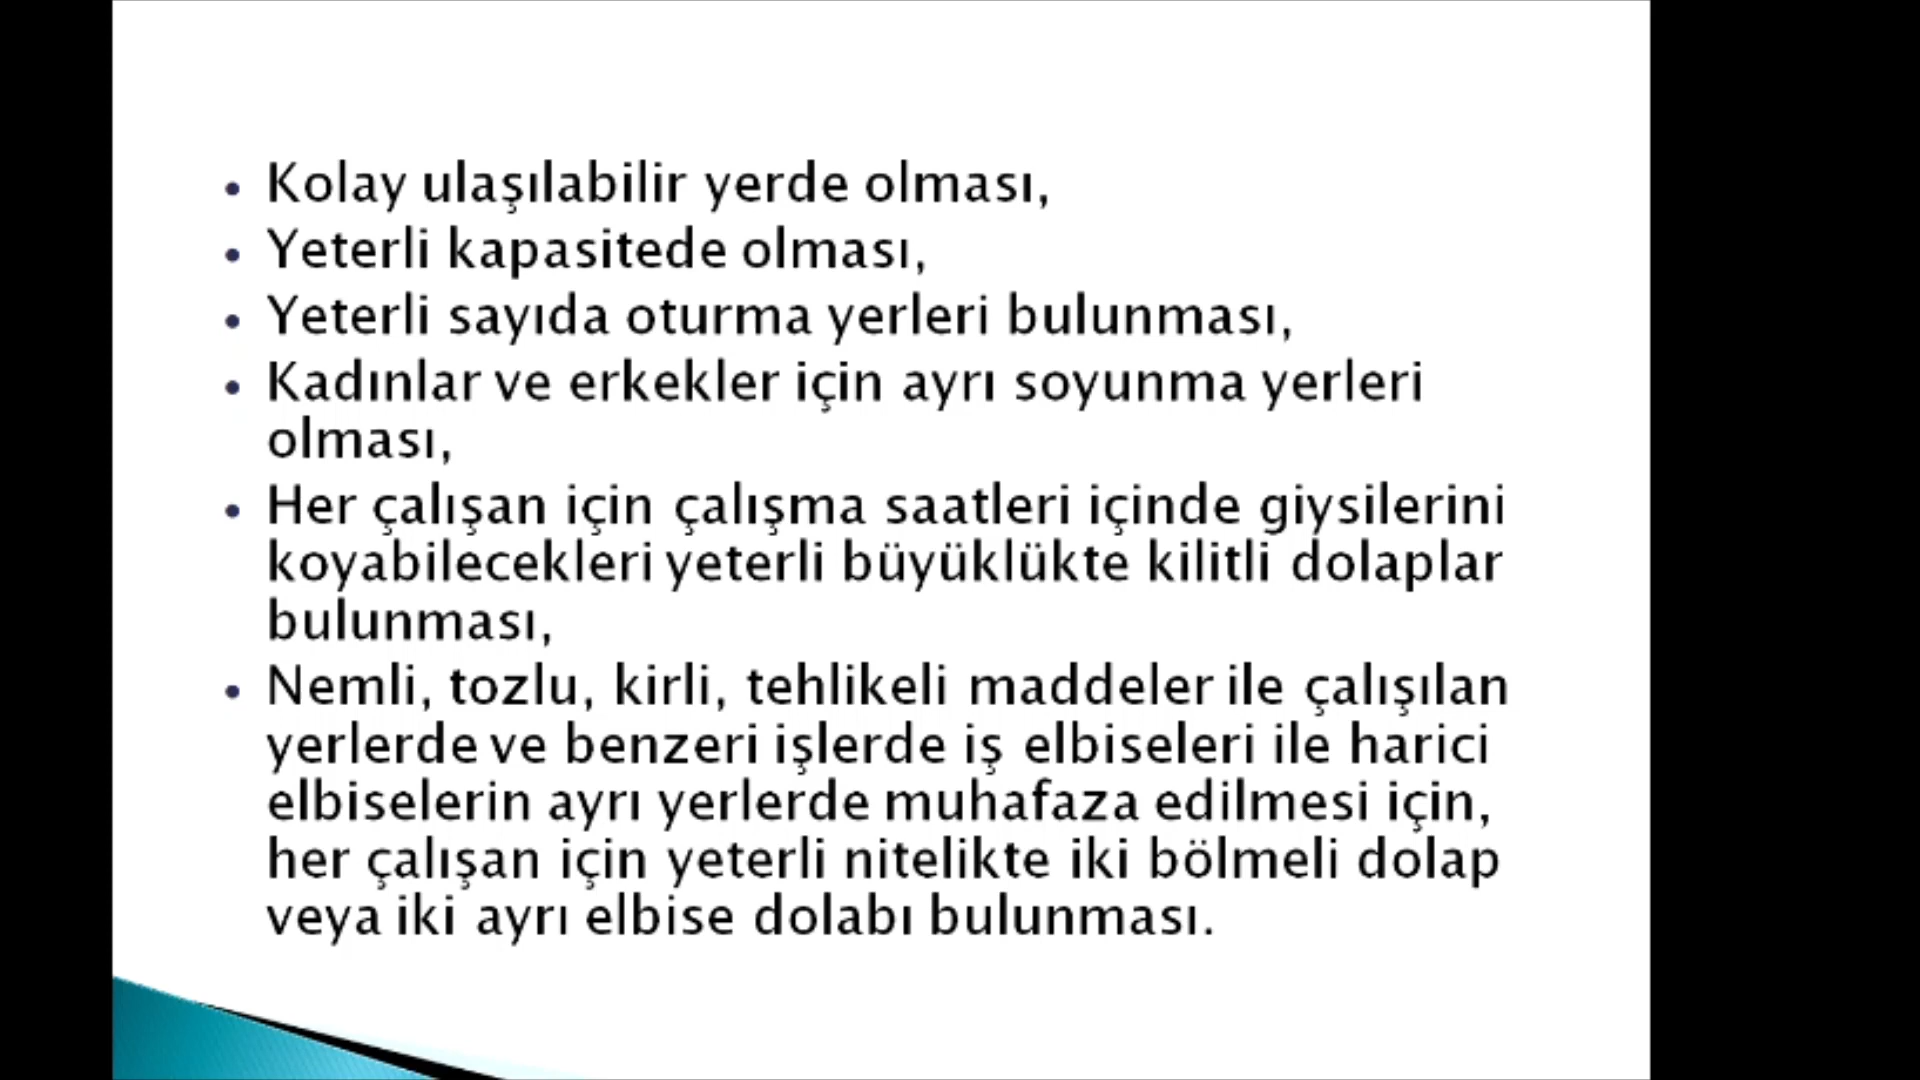 • Kolay ulaşılabilir yerde olması,
• Yeterli kapasitede olması,
• Yeterli sayıda oturma yerleri bulunması,
• Kadınlar ve erkekler için ayrı soyunma yerleri
olması,
• Her çalışan için çalışma saatleri içinde giysilerini
koyabilecekleri yeterli büyüklükte kilitli dolaplar
bulunması,
• Nemli, tozlu, kirli, tehlikeli maddeler ile çalışılan
yerlerde ve benzeri işlerde iş elbiseleri ile harici
elbiselerin ayrı yerlerde muhafaza edilmesi için,
her çalışan için yeterli nitelikte iki bölmeli dolap
veya iki ayrı elbise dolabı bulunması.